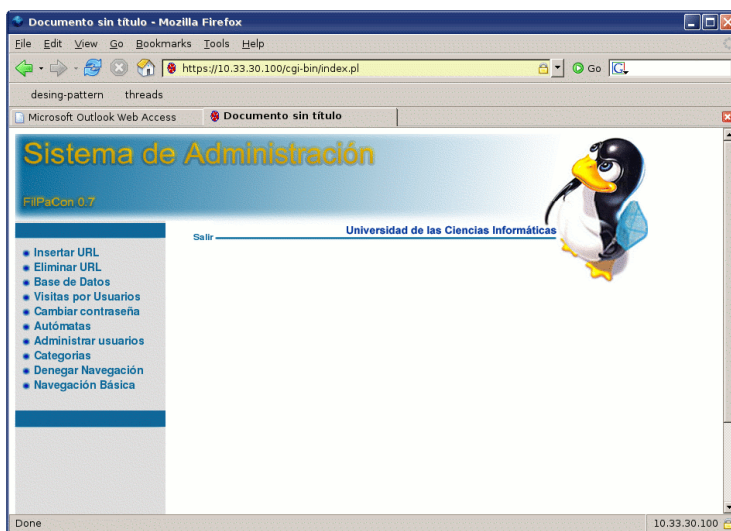 Documento sin título - Mozilla Firefox
File Edit View Go Bookmarks Tools Help
https://10.33.30.100/cgi-bin/index.pl
Go
G
desing-pattern threads
Microsoft Outlook Web Access
Documento sin título
Sistema de Administración
FilPaCon 0.7
Salir
Universidad de las Ciencias Informáticas
Insertar URL
Eliminar URL
Base de Datos
Visitas por Usuarios
Cambiar contraseña
Autómatas
Administrar usuarios
Categorias
Denegar Navegación
Navegación Básica
Done
10.33.30.100